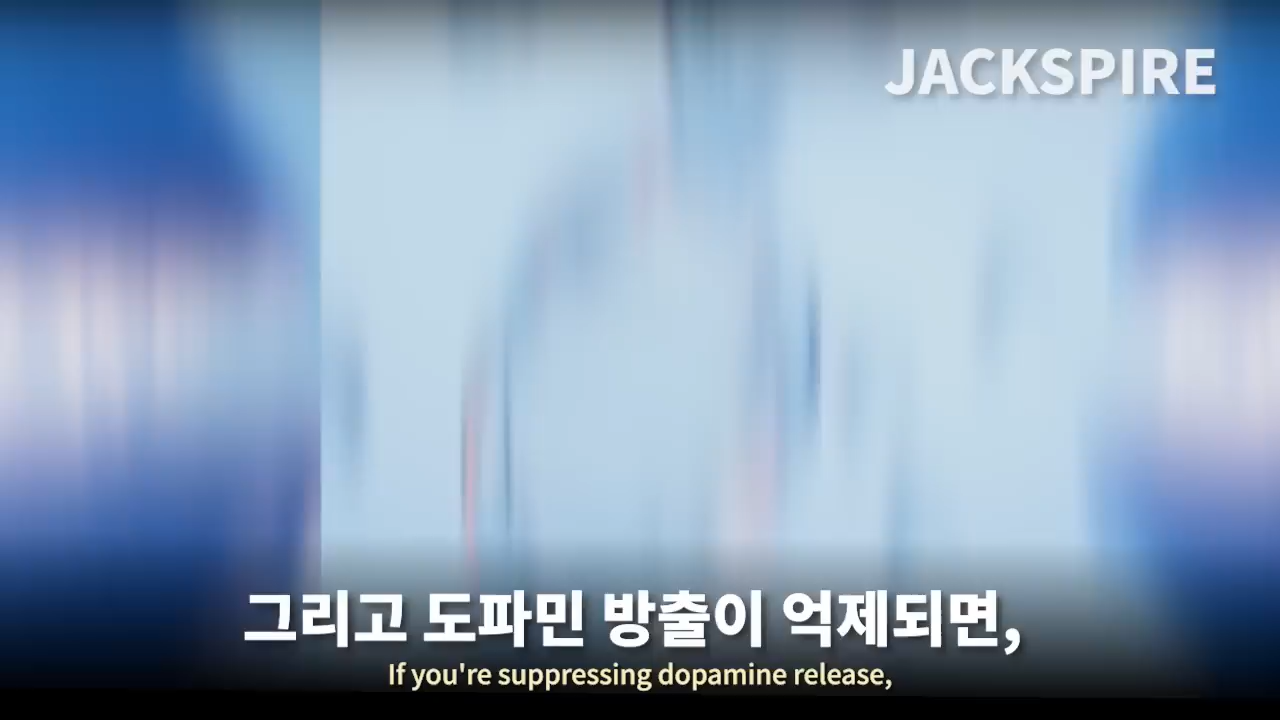 JACKSPIRE
그리고 도파민 방출이 억제되면,
If you're suppressing dopamine release,